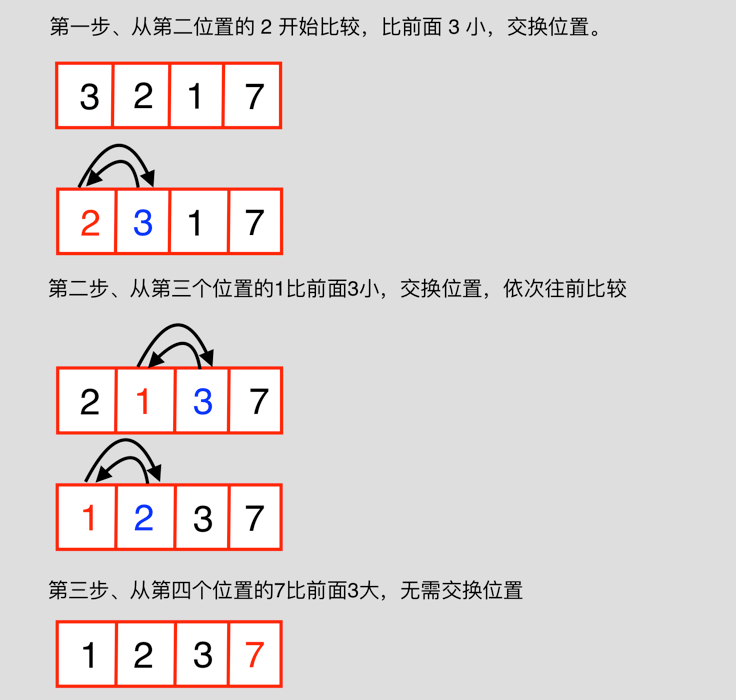 第一步、从第二位置的 2 开始比较，比前面 3 小，交换位置。
3 2 1 7
2 3 1 7
第二步、从第三个位置的1比前面3小，交换位置，依次往前比较
2 1 3 7
1 2 3 7
第三步、从第四个位置的7比前面3大，无需交换位置
1 2 3 7